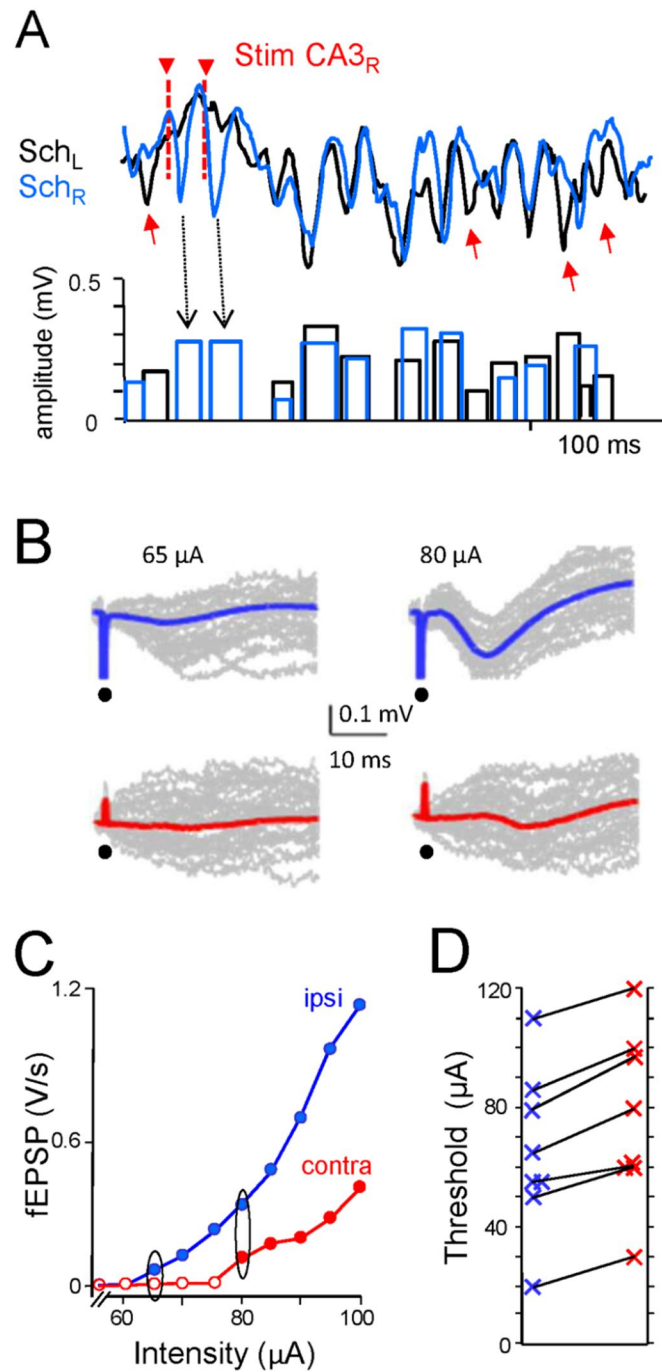 A
Stim CA3R
SchL
SchR
amplitude (mV)
0.5
0
100 ms
B
65 µA
80 µA
0.1 mV
10 ms
C
fEPSP (V/s)
1.2
0.6
0
ipsi
contra
60
80
100
Intensity (µA)
D
Threshold (µA)
120
80
40
0